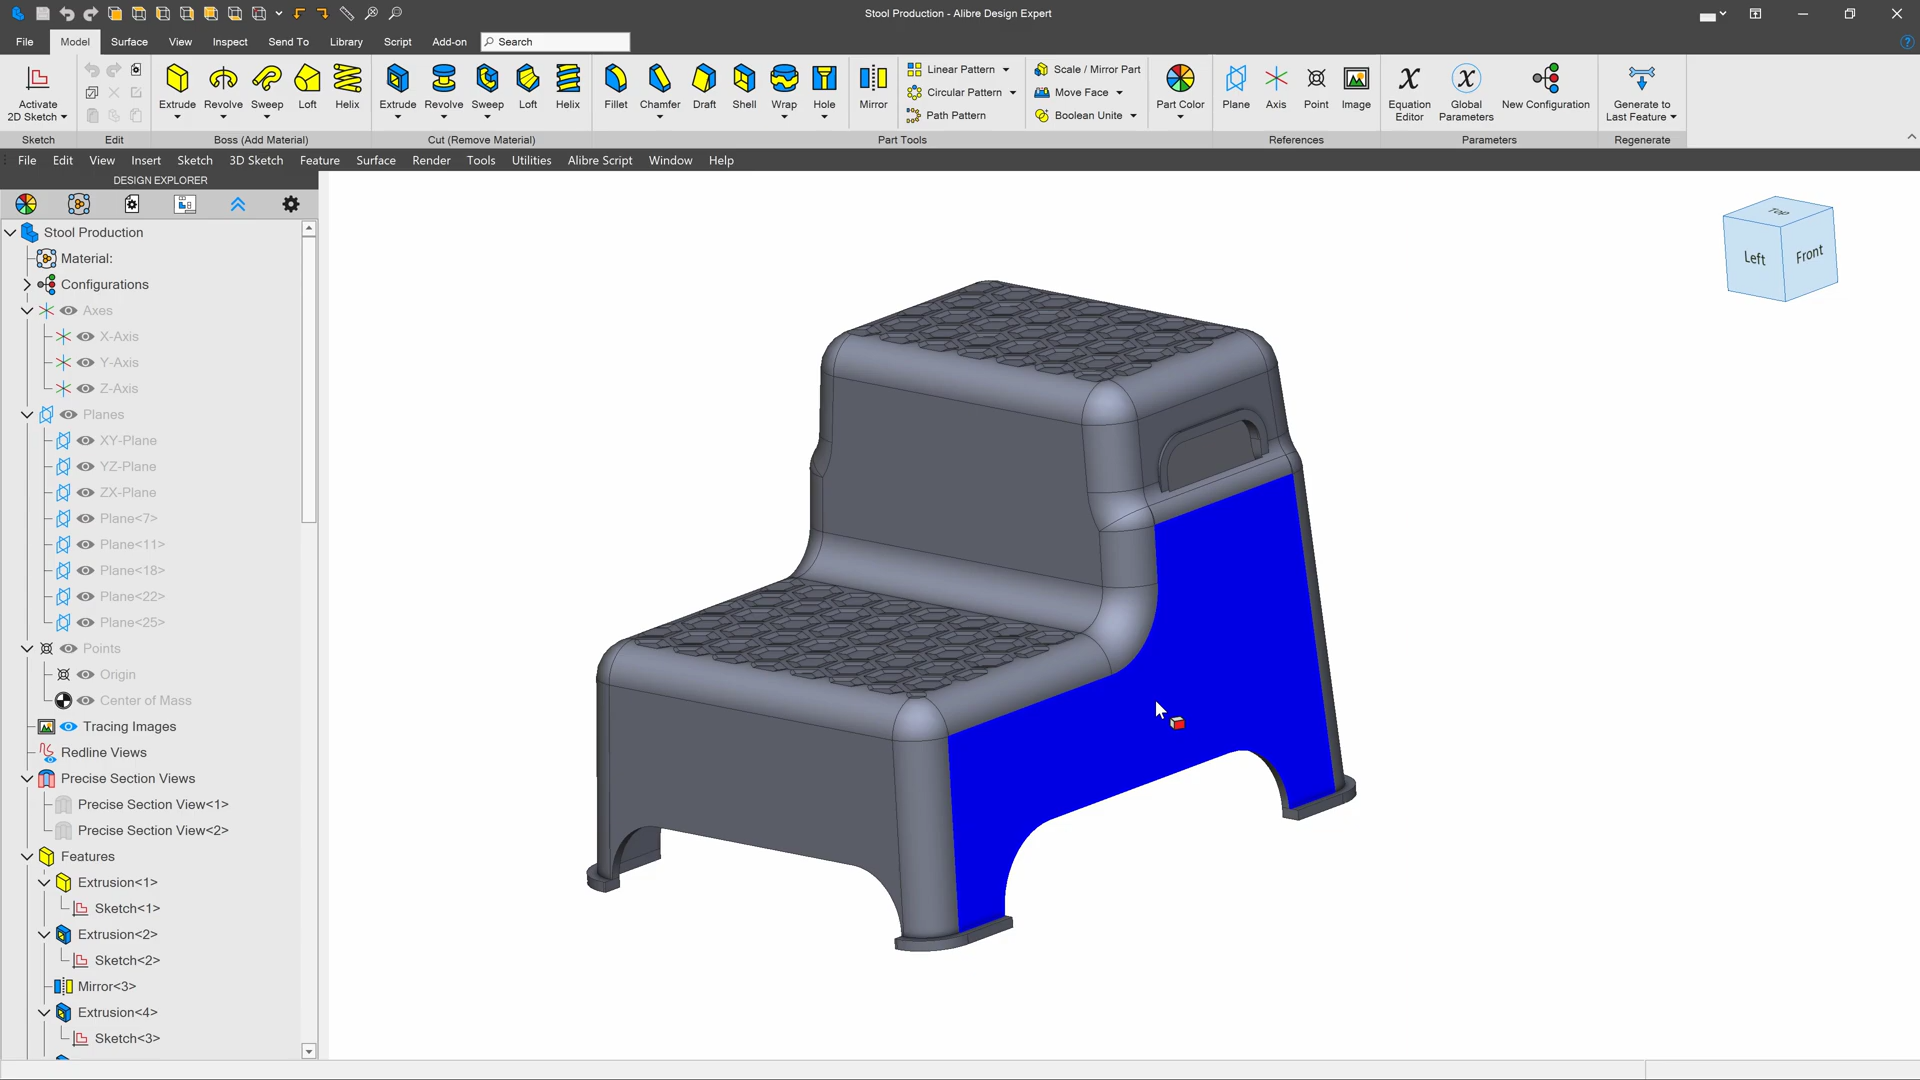 Stool Production - Alibre Design Expert
File Model Surface View Inspect Send To Library Script Add-on Search
Activate
2D Sketch
Extrude Revolve Sweep Loft Helix
Extrude Revolve Sweep Loft Helix
Fillet Chamfer Draft Shell Wrap Hole Mirror
Linear Pattern
Circular Pattern
Path Pattern
Scale / Mirror Part
Move Face
Boolean Unite
Part Color
Plane Axis Point Image
Equation
Editor
Global
Parameters
New Configuration
Generate to
Last Feature
Sketch Edit Boss (Add Material) Cut (Remove Material) Part Tools References Parameters Regenerate
File Edit View Insert Sketch 3D Sketch Feature Surface Render Tools Utilities Alibre Script Window Help
DESIGN EXPLORER
Stool Production
Material:
Configurations
Axes
X-Axis
Y-Axis
Z-Axis
Planes
XY-Plane
YZ-Plane
ZX-Plane
Plane<7>
Plane<11>
Plane<18>
Plane<22>
Plane<25>
Points
Origin
Center of Mass
Tracing Images
Redline Views
Precise Section Views
Precise Section View<1>
Precise Section View<2>
Features
Extrusion<1>
Sketch<1>
Extrusion<2>
Sketch<2>
Mirror<3>
Extrusion<4>
Sketch<3>
Top
Left
Front